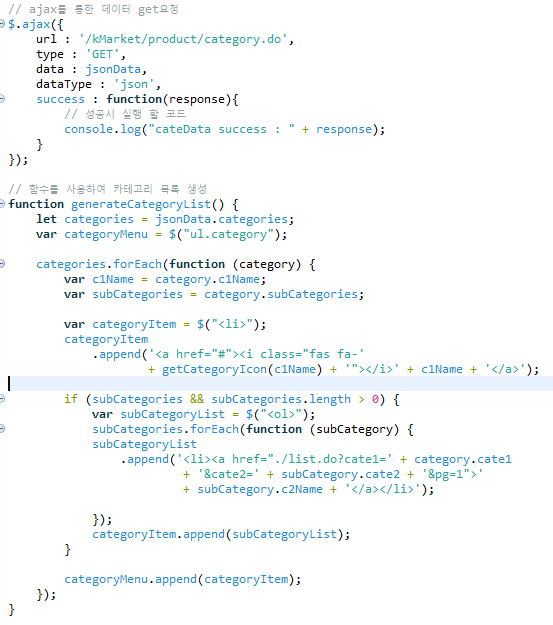 // ajax를 통한 데이터 get요청
$.ajax({
    url : '/kMarket/product/category.do',
    type : 'GET',
    data : jsonData,
    dataType : 'json',
    success : function(response){
        // 성공시 실행 할 코드
        console.log("cateData success : " + response);
    }
});
// 함수를 사용하여 카테고리 목록 생성
function generateCategoryList() {
    let categories = jsonData.categories;
    var categoryMenu = $("ul.category");
    categories.forEach(function (category) {
        var c1Name = category.c1Name;
        var subCategories = category.subCategories;
        var categoryItem = $("<li>");
        categoryItem
            .append('<a href="#"><i class="fas fa-'
                    + getCategoryIcon(c1Name) + '"></i>' + c1Name + '</a>');
        if (subCategories && subCategories.length > 0) {
            var subCategoryList = $("<ol>");
            subCategories.forEach(function (subCategory) {
            subCategoryList
                .append('<li><a href="./list.do?cate1=' + category.cate1
                         + '&cate2=' + subCategory.cate2 + '&pg=1">'
                         + subCategory.c2Name + '</a></li>');
            });
            categoryItem.append(subCategoryList);
        }
        categoryMenu.append(categoryItem);
    });
}